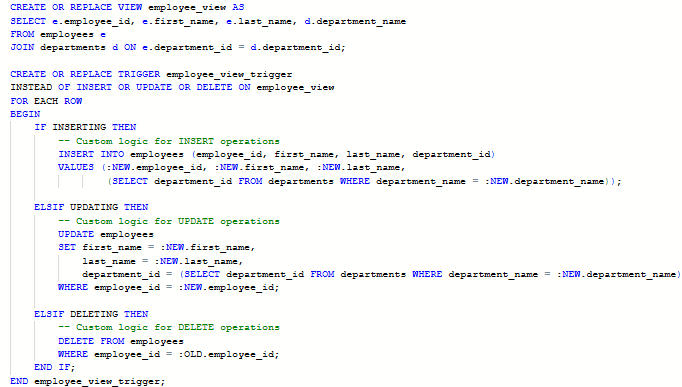 CREATE OR REPLACE VIEW employee_view AS
SELECT e.employee_id, e.first_name, e.last_name, d.department_name
FROM employees e
JOIN departments d ON e.department_id = d.department_id;

CREATE OR REPLACE TRIGGER employee_view_trigger
INSTEAD OF INSERT OR UPDATE OR DELETE ON employee_view
FOR EACH ROW
BEGIN
    IF INSERTING THEN
        -- Custom logic for INSERT operations
        INSERT INTO employees (employee_id, first_name, last_name, department_id)
        VALUES (:NEW.employee_id, :NEW.first_name, :NEW.last_name,
                (SELECT department_id FROM departments WHERE department_name = :NEW.department_name));

    ELSIF UPDATING THEN
        -- Custom logic for UPDATE operations
        UPDATE employees
        SET first_name = :NEW.first_name,
            last_name = :NEW.last_name,
            department_id = (SELECT department_id FROM departments WHERE department_name = :NEW.department_name)
        WHERE employee_id = :NEW.employee_id;

    ELSIF DELETING THEN
        -- Custom logic for DELETE operations
        DELETE FROM employees
        WHERE employee_id = :OLD.employee_id;
    END IF;
END employee_view_trigger;